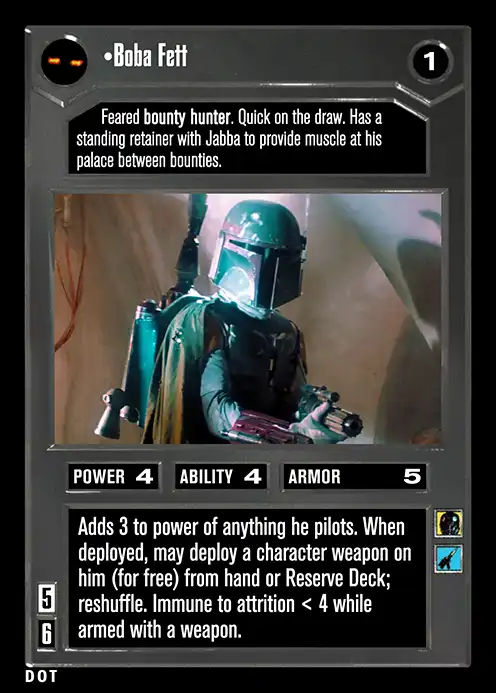 •Boba Fett
1
Feared bounty hunter. Quick on the draw. Has a
standing retainer with Jabba to provide muscle at his
palace between bounties.
POWER 4 ABILITY 4 ARMOR 5
Adds 3 to power of anything he pilots. When
deployed, may deploy a character weapon on
him (for free) from hand or Reserve Deck;
reshuffle. Immune to attrition < 4 while
armed with a weapon.
5
6
DOT